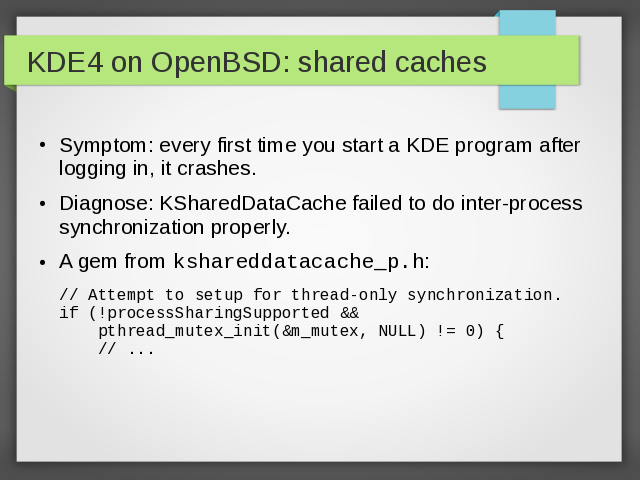 KDE4 on OpenBSD: shared caches
• Symptom: every first time you start a KDE program after
logging in, it crashes.
• Diagnose: KSharedDataCache failed to do inter-process
synchronization properly.
• A gem from kshareddatacache_p.h:
// Attempt to setup for thread-only synchronization.
if (!processSharingSupported &&
    pthread_mutex_init(&m_mutex, NULL) != 0) {
    // ...